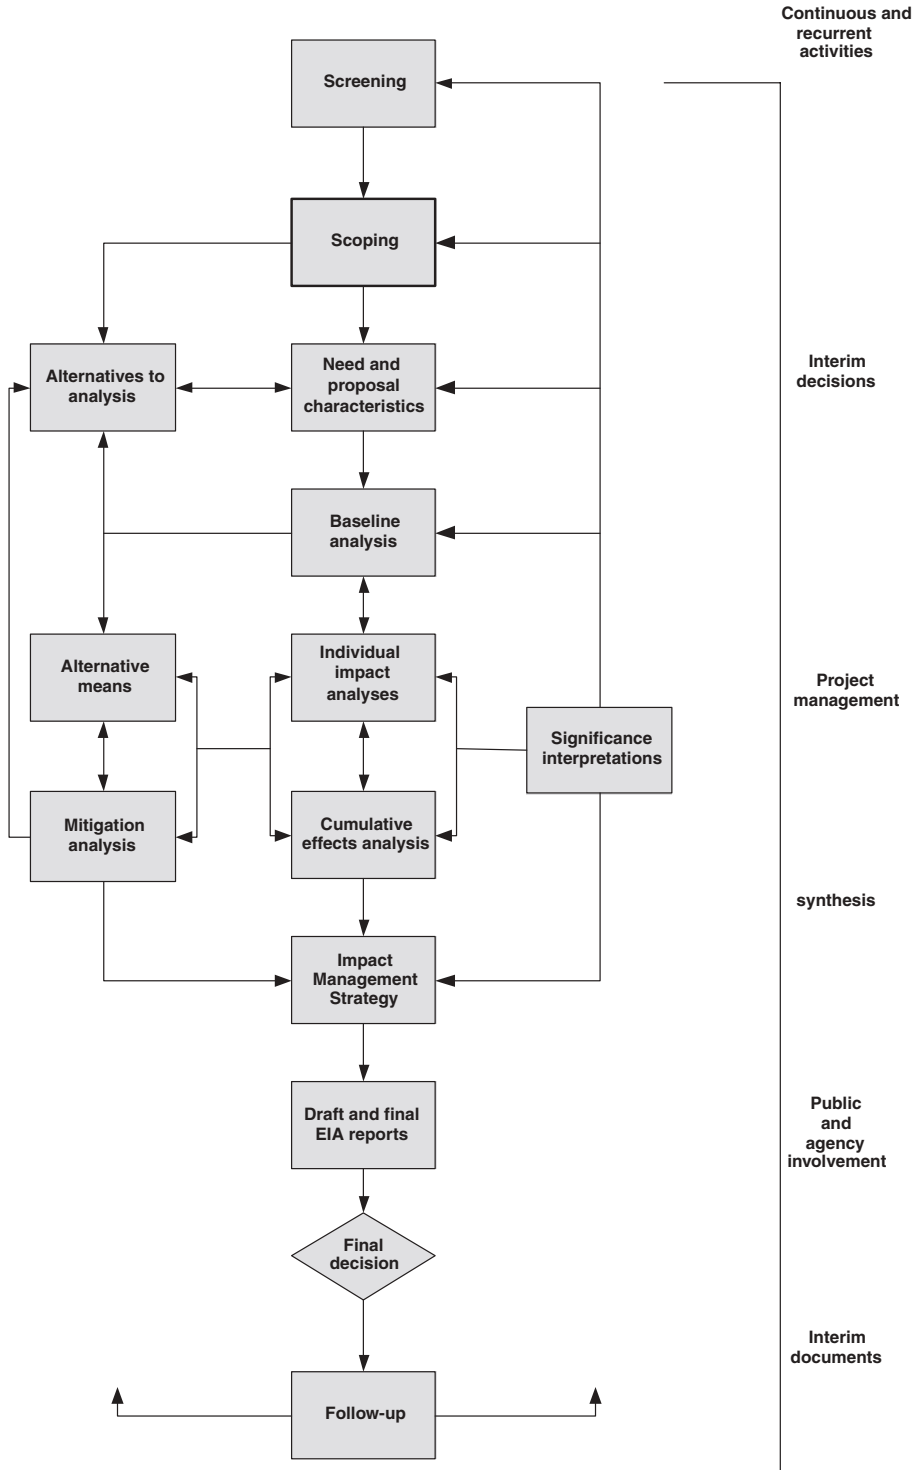 Continuous and
recurrent
activities
Screening
Scoping
Alternatives to
analysis
Need and
proposal
characteristics
Interim
decisions
Baseline
analysis
Alternative
means
Individual
impact
analyses
Project
management
Significance
interpretations
Mitigation
analysis
Cumulative
effects analysis
synthesis
Impact
Management
Strategy
Draft and final
EIA reports
Public
and
agency
involvement
Final
decision
Interim
documents
Follow-up